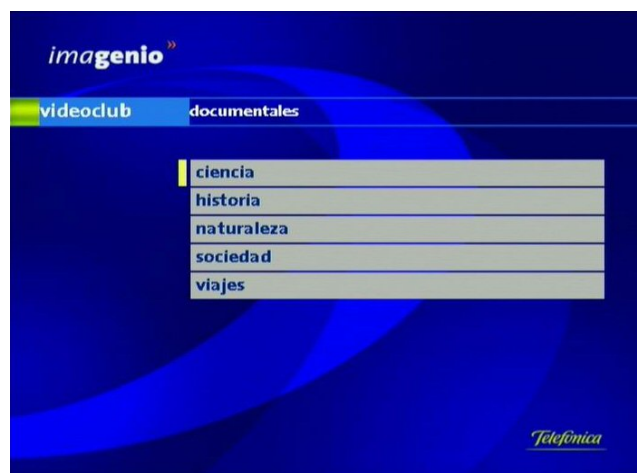 imagenio»
videoclub documentales
ciencia
historia
naturaleza
sociedad
viajes
Telefónica